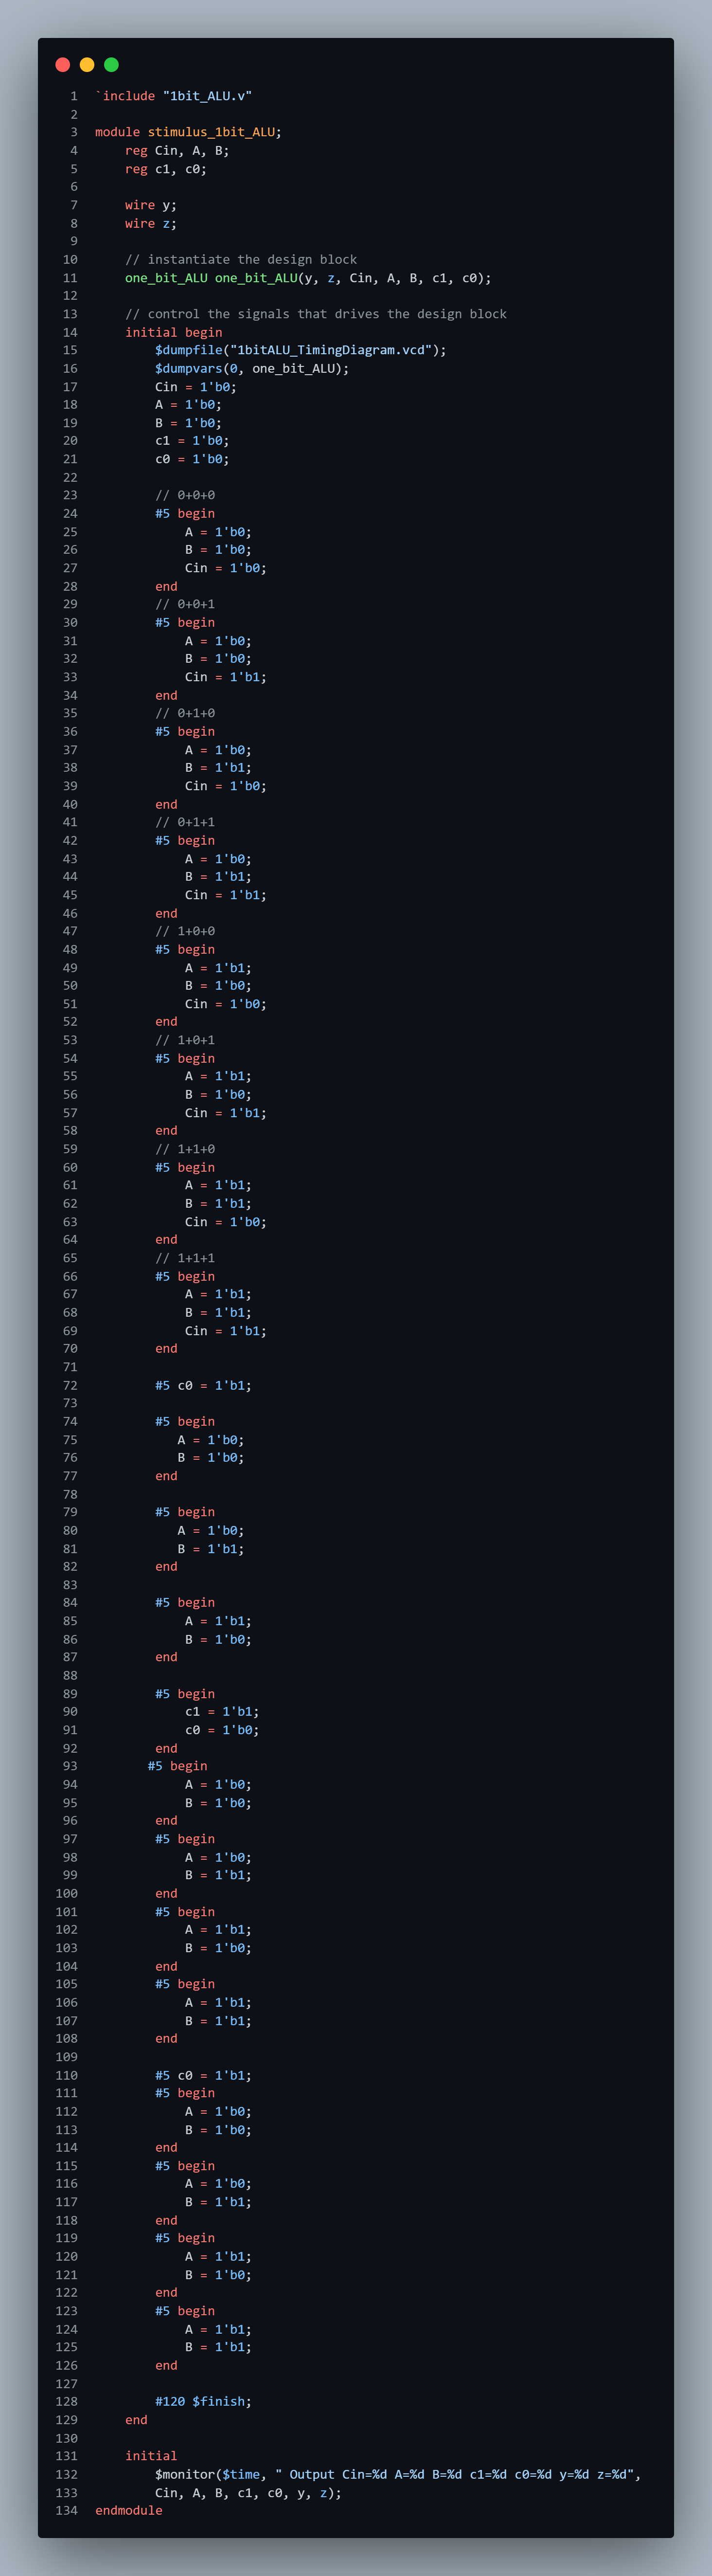 1 `include "1bit_ALU.v"
2
3 module stimulus_1bit_ALU;
4     reg Cin, A, B;
5     reg c1, c0;
6
7     wire y;
8     wire z;
9
10     // instantiate the design block
11     one_bit_ALU one_bit_ALU(y, z, Cin, A, B, c1, c0);
12
13     // control the signals that drives the design block
14     initial begin
15         $dumpfile("1bitALU_TimingDiagram.vcd");
16         $dumpvars(0, one_bit_ALU);
17         Cin = 1'b0;
18         A = 1'b0;
19         B = 1'b0;
20         c1 = 1'b0;
21         c0 = 1'b0;
22
23         // 0+0+0
24         #5 begin
25             A = 1'b0;
26             B = 1'b0;
27             Cin = 1'b0;
28         end
29         // 0+0+1
30         #5 begin
31             A = 1'b0;
32             B = 1'b0;
33             Cin = 1'b1;
34         end
35         // 0+1+0
36         #5 begin
37             A = 1'b0;
38             B = 1'b1;
39             Cin = 1'b0;
40         end
41         // 0+1+1
42         #5 begin
43             A = 1'b0;
44             B = 1'b1;
45             Cin = 1'b1;
46         end
47         // 1+0+0
48         #5 begin
49             A = 1'b1;
50             B = 1'b0;
51             Cin = 1'b0;
52         end
53         // 1+0+1
54         #5 begin
55             A = 1'b1;
56             B = 1'b0;
57             Cin = 1'b1;
58         end
59         // 1+1+0
60         #5 begin
61             A = 1'b1;
62             B = 1'b1;
63             Cin = 1'b0;
64         end
65         // 1+1+1
66         #5 begin
67             A = 1'b1;
68             B = 1'b1;
69             Cin = 1'b1;
70         end
71
72         #5 c0 = 1'b1;
73
74         #5 begin
75            A = 1'b0;
76            B = 1'b0;
77         end
78
79         #5 begin
80            A = 1'b0;
81            B = 1'b1;
82         end
83
84         #5 begin
85             A = 1'b1;
86             B = 1'b0;
87         end
88
89         #5 begin
90             c1 = 1'b1;
91             c0 = 1'b0;
92         end
93        #5 begin
94             A = 1'b0;
95             B = 1'b0;
96         end
97         #5 begin
98             A = 1'b0;
99             B = 1'b1;
100         end
101         #5 begin
102             A = 1'b1;
103             B = 1'b0;
104         end
105         #5 begin
106             A = 1'b1;
107             B = 1'b1;
108         end
109
110         #5 c0 = 1'b1;
111         #5 begin
112             A = 1'b0;
113             B = 1'b0;
114         end
115         #5 begin
116             A = 1'b0;
117             B = 1'b1;
118         end
119         #5 begin
120             A = 1'b1;
121             B = 1'b0;
122         end
123         #5 begin
124             A = 1'b1;
125             B = 1'b1;
126         end
127
128         #120 $finish;
129     end
130
131     initial
132         $monitor($time, " Output Cin=%d A=%d B=%d c1=%d c0=%d y=%d z=%d",
133         Cin, A, B, c1, c0, y, z);
134 endmodule